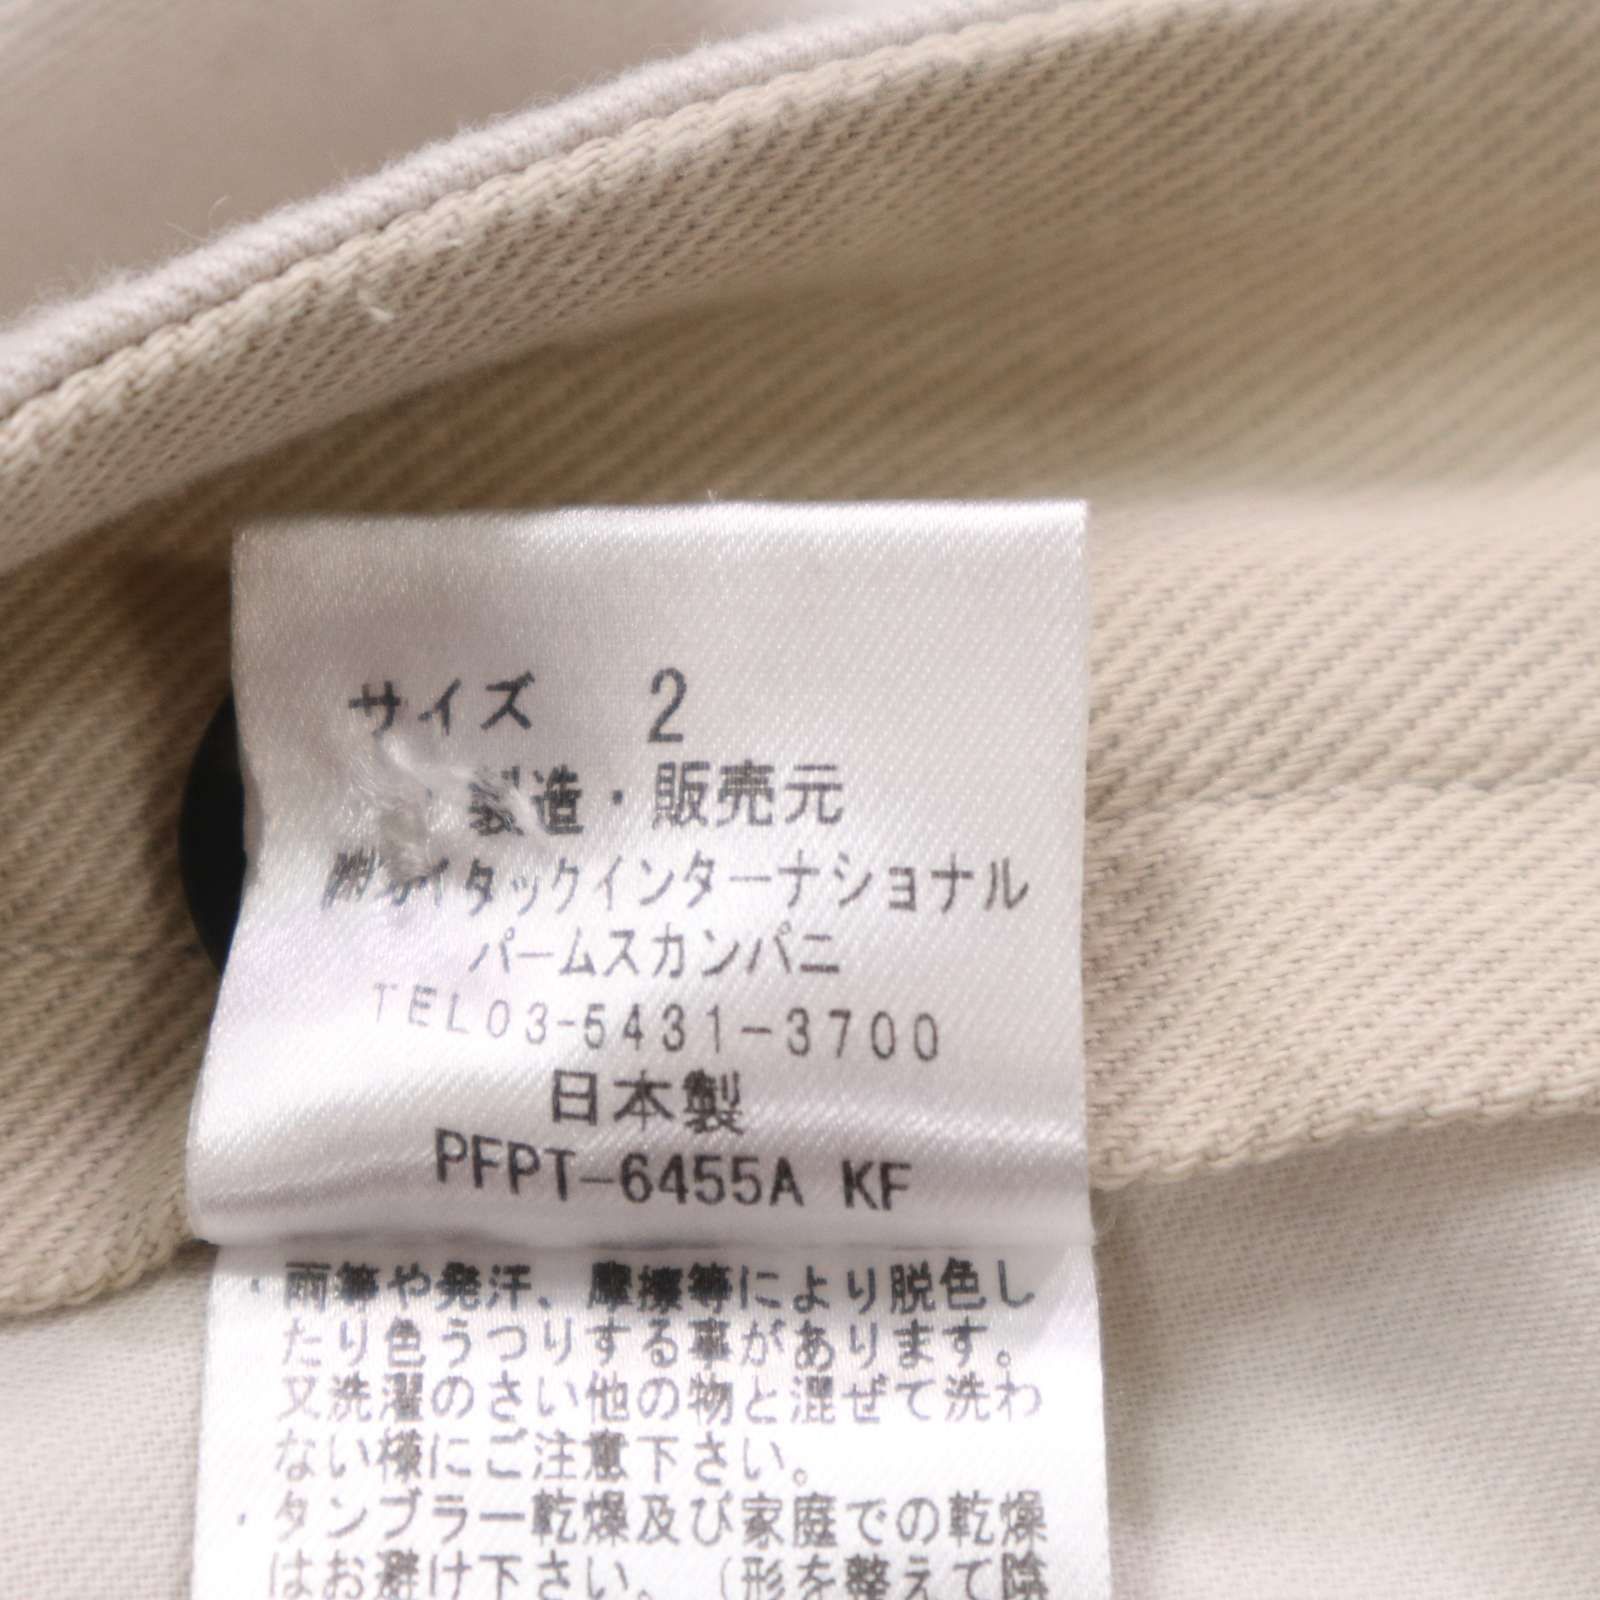 サイズ 2
製造・販売元
㈱ナイタックインターナショナル
パームスカンパニ
TEL03-5431-3700
日本製
PFPT-6455A KF
・雨等や発汗、摩擦等により脱色し
たり色うつりする事があります。
又洗濯のさい他の物と混ぜて洗わ
ない様にご注意下さい。
・タンブラー乾燥及び家庭での乾燥
はお避け下さい。（形を整えて陰